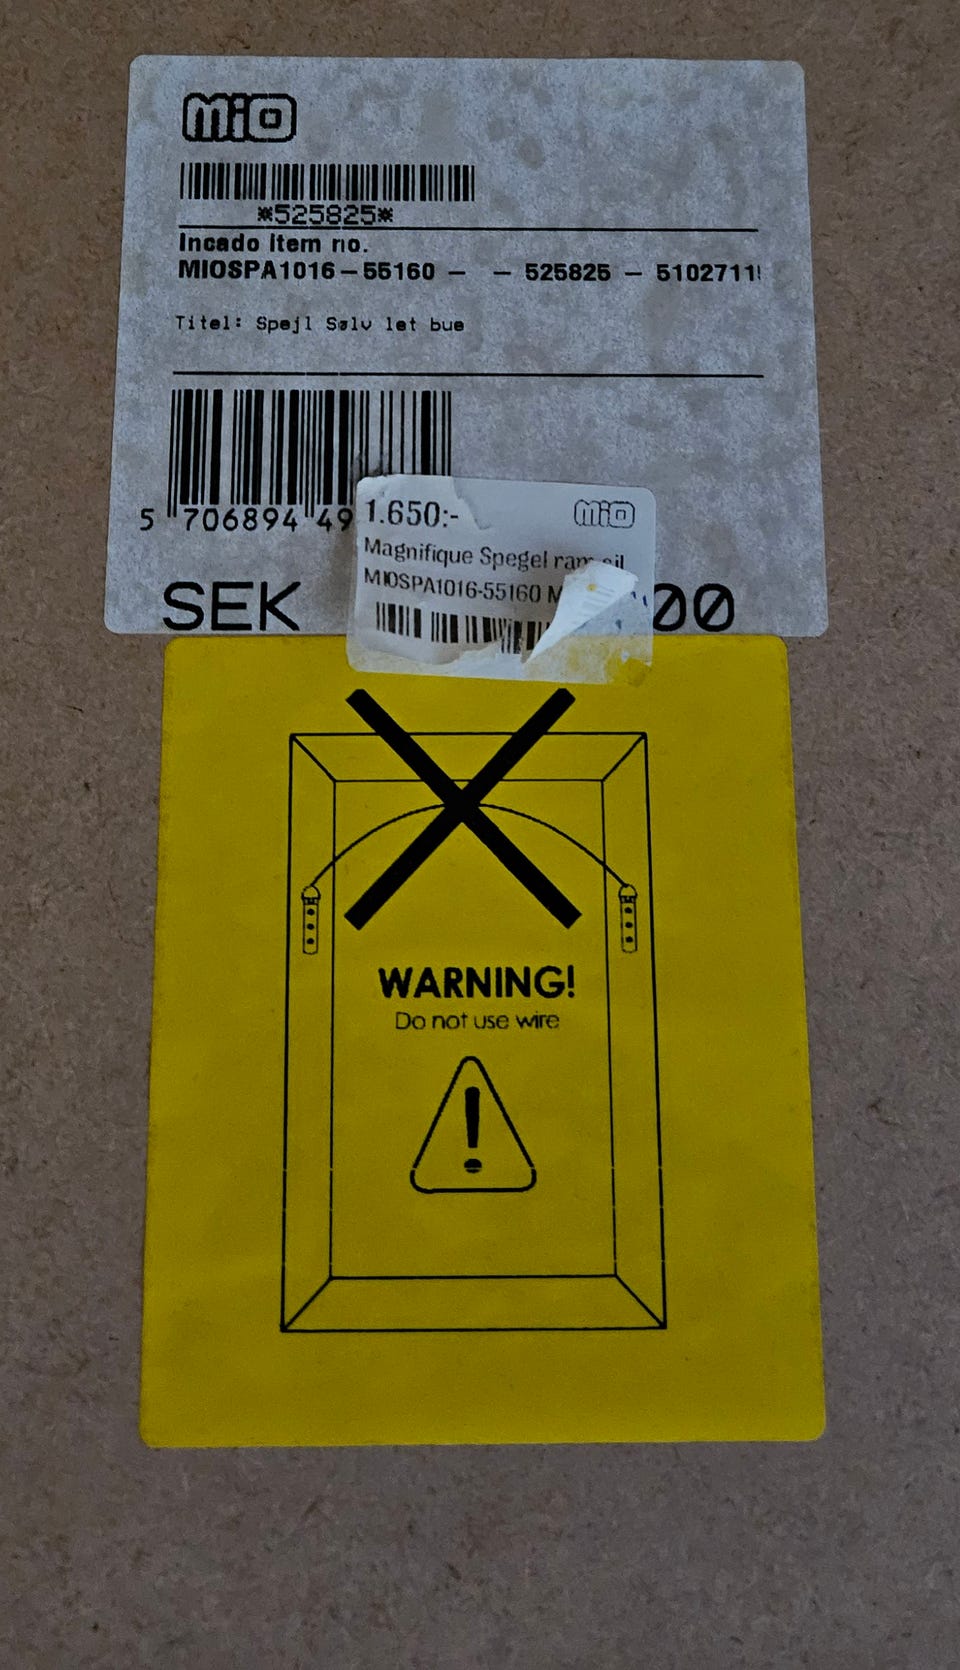 MiO
*525825*
Incado Item no.
MIOSPA1016-55160 - - 525825 - 5102711
Titel: Spejl Sølv let bue
5 706894 49
1.650:- MiO
Magnifique Spegel
MIOSPA1016-55160
SEK 00
WARNING!
Do not use wire
!